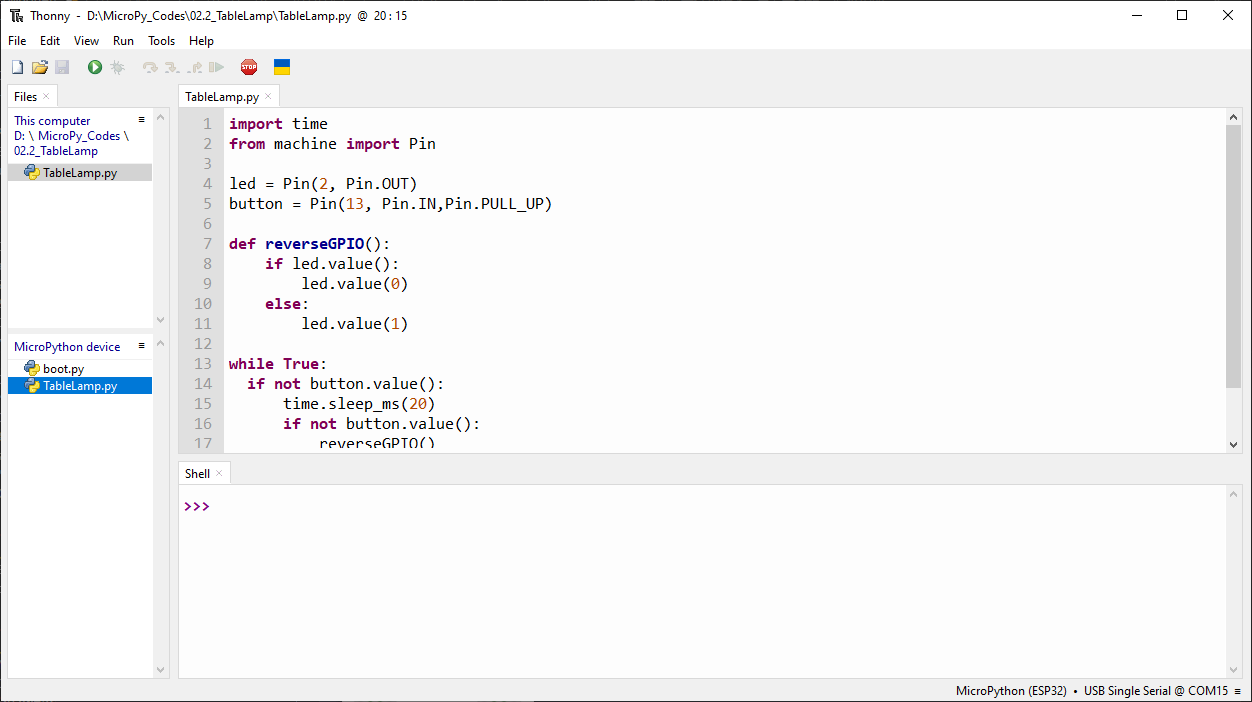 Thonny - D:\MicroPy_Codes\02.2_TableLamp\TableLamp.py @ 20 : 15
File Edit View Run Tools Help
STOP
Files
This computer
D: \ MicroPy_Codes \
02.2_TableLamp
TableLamp.py
MicroPython device
boot.py
TableLamp.py
TableLamp.py
1 import time
2 from machine import Pin
3
4 led = Pin(2, Pin.OUT)
5 button = Pin(13, Pin.IN,Pin.PULL_UP)
6
7 def reverseGPIO():
8     if led.value():
9         led.value(0)
10     else:
11         led.value(1)
12
13 while True:
14   if not button.value():
15       time.sleep_ms(20)
16       if not button.value():
17           reverseGPIO()
Shell
>>>
MicroPython (ESP32) • USB Single Serial @ COM15 ≡